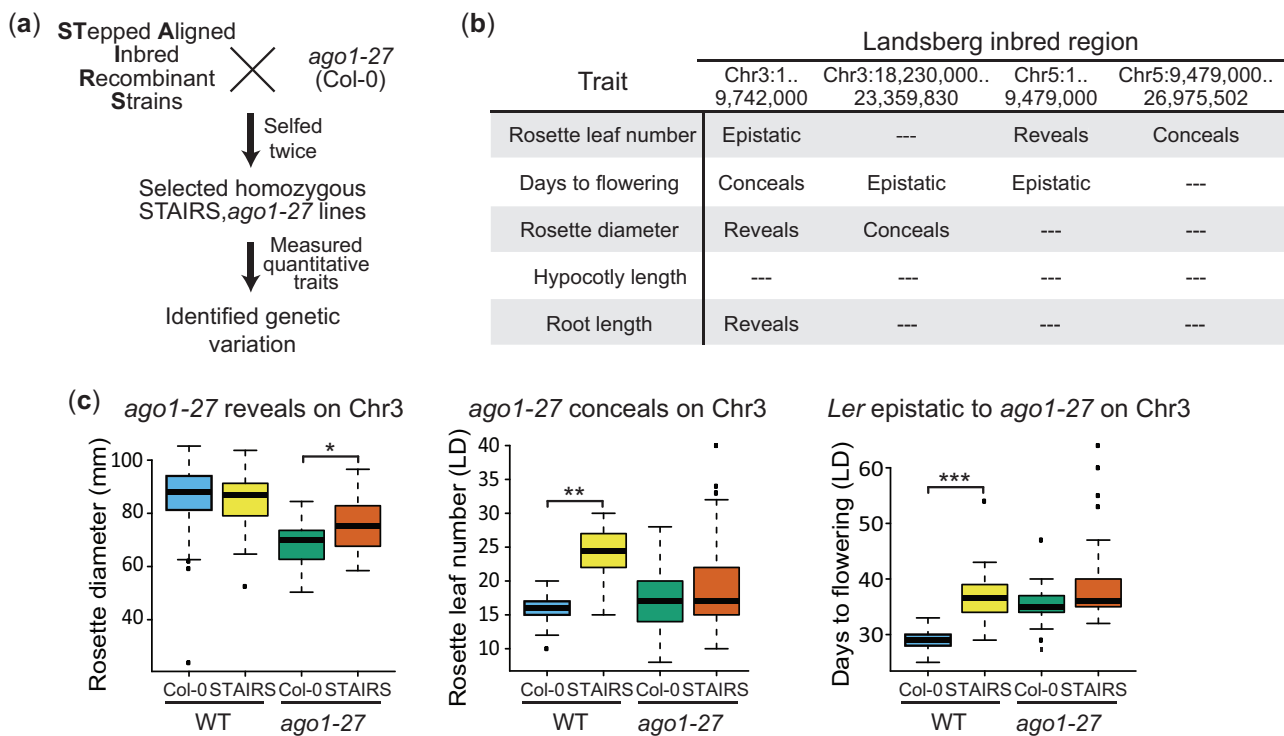 (a)
STepped Aligned
Inbred
Recombinant
Strains
ago1-27
(Col-0)
Selfed
twice
Selected homozygous
STAIRS,ago1-27 lines
Measured
quantitative
traits
Identified genetic
variation
(b)
Landsberg inbred region
Trait
Chr3:1..
9,742,000
Chr3:18,230,000..
23,359,830
Chr5:1..
9,479,000
Chr5:9,479,000..
26,975,502
Rosette leaf number Epistatic --- Reveals Conceals
Days to flowering Conceals Epistatic Epistatic ---
Rosette diameter Reveals Conceals --- ---
Hypocotly length --- --- --- ---
Root length Reveals --- --- ---
(c)
ago1-27 reveals on Chr3
Rosette diameter (mm)
100
80
60
40
*
Col-0 STAIRS Col-0 STAIRS
WT ago1-27
ago1-27 conceals on Chr3
Rosette leaf number (LD)
40
35
30
25
20
15
10
**
Col-0 STAIRS Col-0 STAIRS
WT ago1-27
Ler epistatic to ago1-27 on Chr3
Days to flowering (LD)
60
50
40
30
***
Col-0 STAIRS Col-0 STAIRS
WT ago1-27